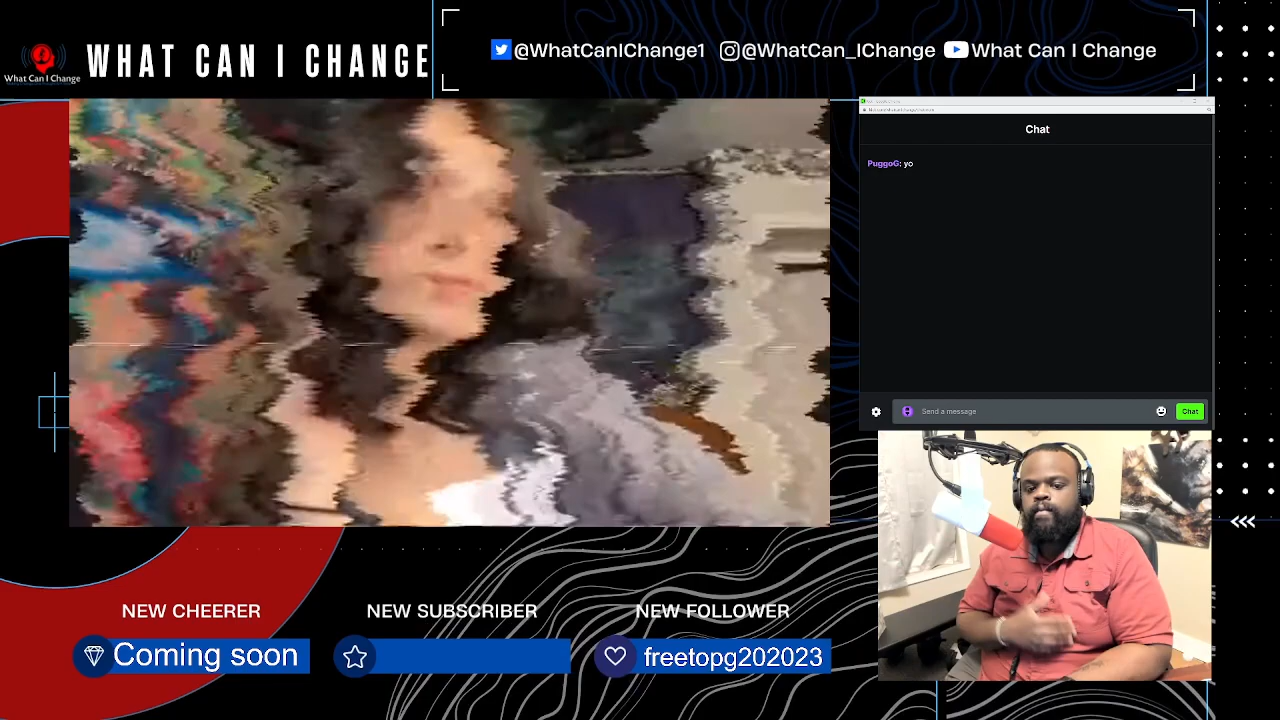 What Can I Change
WHAT CAN I CHANGE
@WhatCanIChange1 @WhatCan_IChange What Can I Change
Chat
PuggoG: yo
Send a message
Chat
NEW CHEERER
NEW SUBSCRIBER
NEW FOLLOWER
Coming soon
freetopg202023